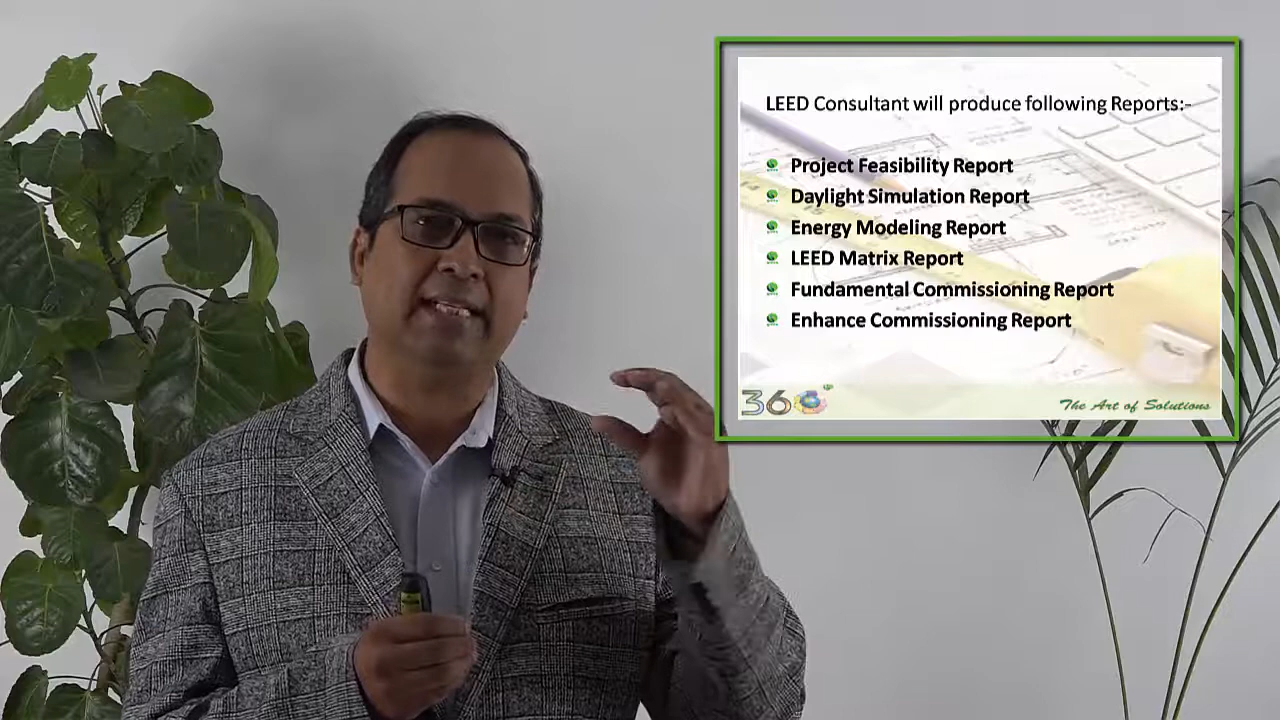 LEED Consultant will produce following Reports:-
Project Feasibility Report
Daylight Simulation Report
Energy Modeling Report
LEED Matrix Report
Fundamental Commissioning Report
Enhance Commissioning Report
36
The Art of Solutions